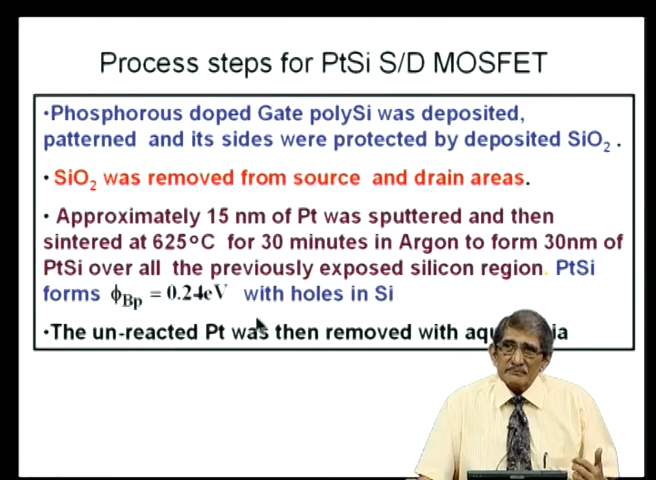 Process steps for PtSi S/D MOSFET
•Phosphorous doped Gate polySi was deposited,
patterned and its sides were protected by deposited SiO₂ .
• SiO₂ was removed from source and drain areas.
• Approximately 15 nm of Pt was sputtered and then
sintered at 625ºC for 30 minutes in Argon to form 30nm of
PtSi over all the previously exposed silicon region. PtSi
forms ϕBp = 0.24eV with holes in Si
•The un-reacted Pt was then removed with